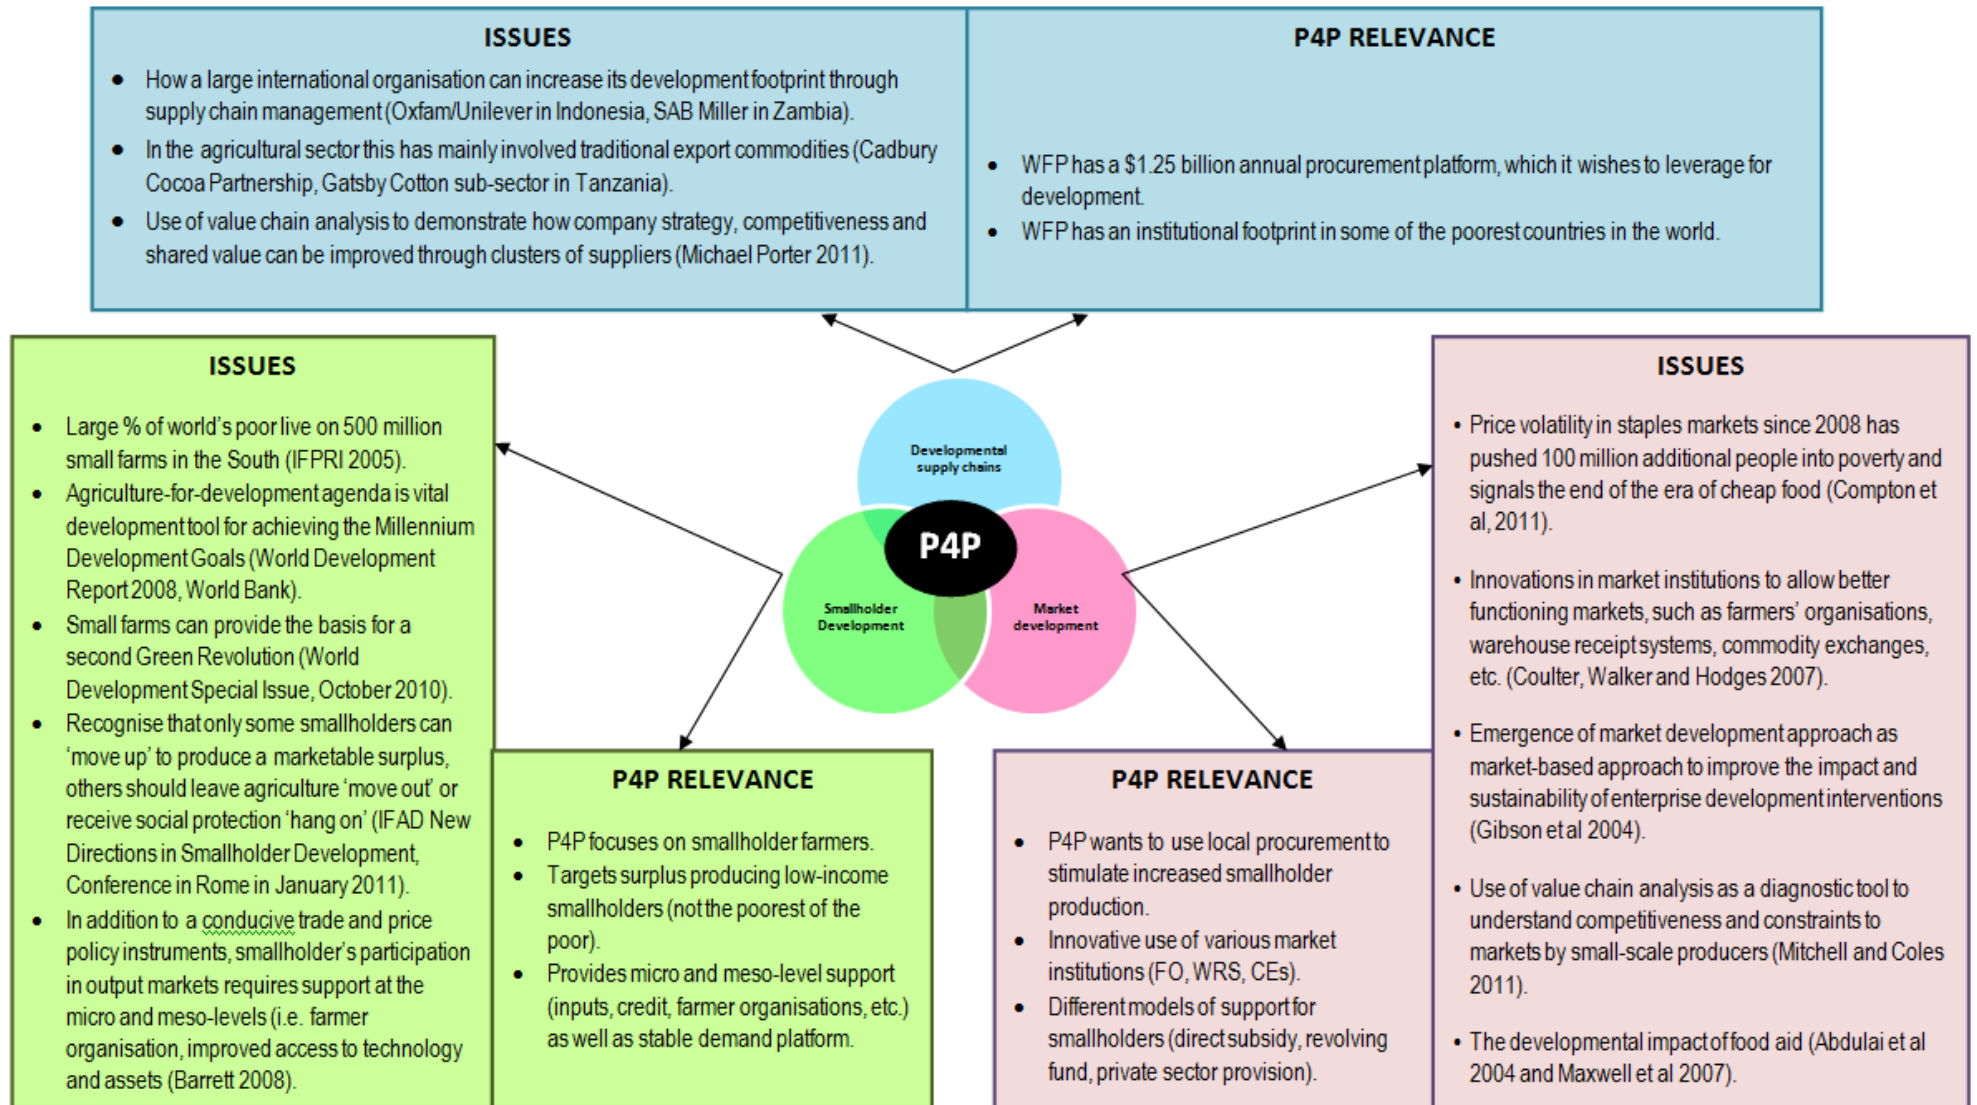 ISSUES
• How a large international organisation can increase its development footprint through
supply chain management (Oxfam/Unilever in Indonesia, SAB Miller in Zambia).
• In the agricultural sector this has mainly involved traditional export commodities (Cadbury
Cocoa Partnership, Gatsby Cotton sub-sector in Tanzania).
• Use of value chain analysis to demonstrate how company strategy, competitiveness and
shared value can be improved through clusters of suppliers (Michael Porter 2011).
P4P RELEVANCE
• WFP has a $1.25 billion annual procurement platform, which it wishes to leverage for
development.
• WFP has an institutional footprint in some of the poorest countries in the world.
ISSUES
• Large % of world's poor live on 500 million
small farms in the South (IFPRI 2005).
• Agriculture-for-development agenda is vital
development tool for achieving the Millennium
Development Goals (World Development
Report 2008, World Bank).
• Small farms can provide the basis for a
second Green Revolution (World
Development Special Issue, October 2010).
• Recognise that only some smallholders can
‘move up’ to produce a marketable surplus,
others should leave agriculture ‘move out’ or
receive social protection ‘hang on’ (IFAD New
Directions in Smallholder Development,
Conference in Rome in January 2011).
• In addition to a conducive trade and price
policy instruments, smallholder's participation
in output markets requires support at the
micro and meso-levels (i.e. farmer
organisation, improved access to technology
and assets (Barrett 2008).
Developmental
supply chains
P4P
Smallholder
Development
Market
development
P4P RELEVANCE
• P4P focuses on smallholder farmers.
• Targets surplus producing low-income
smallholders (not the poorest of the
poor).
• Provides micro and meso-level support
(inputs, credit, farmer organisations, etc.)
as well as stable demand platform.
P4P RELEVANCE
• P4P wants to use local procurement to
stimulate increased smallholder
production.
• Innovative use of various market
institutions (FO, WRS, CEs).
• Different models of support for
smallholders (direct subsidy, revolving
fund, private sector provision).
ISSUES
• Price volatility in staples markets since 2008 has
pushed 100 million additional people into poverty and
signals the end of the era of cheap food (Compton et
al, 2011).
• Innovations in market institutions to allow better
functioning markets, such as farmers’ organisations,
warehouse receipt systems, commodity exchanges,
etc. (Coulter, Walker and Hodges 2007).
• Emergence of market development approach as
market-based approach to improve the impact and
sustainability of enterprise development interventions
(Gibson et al 2004).
• Use of value chain analysis as a diagnostic tool to
understand competitiveness and constraints to
markets by small-scale producers (Mitchell and Coles
2011).
• The developmental impact of food aid (Abdulai et al
2004 and Maxwell et al 2007).